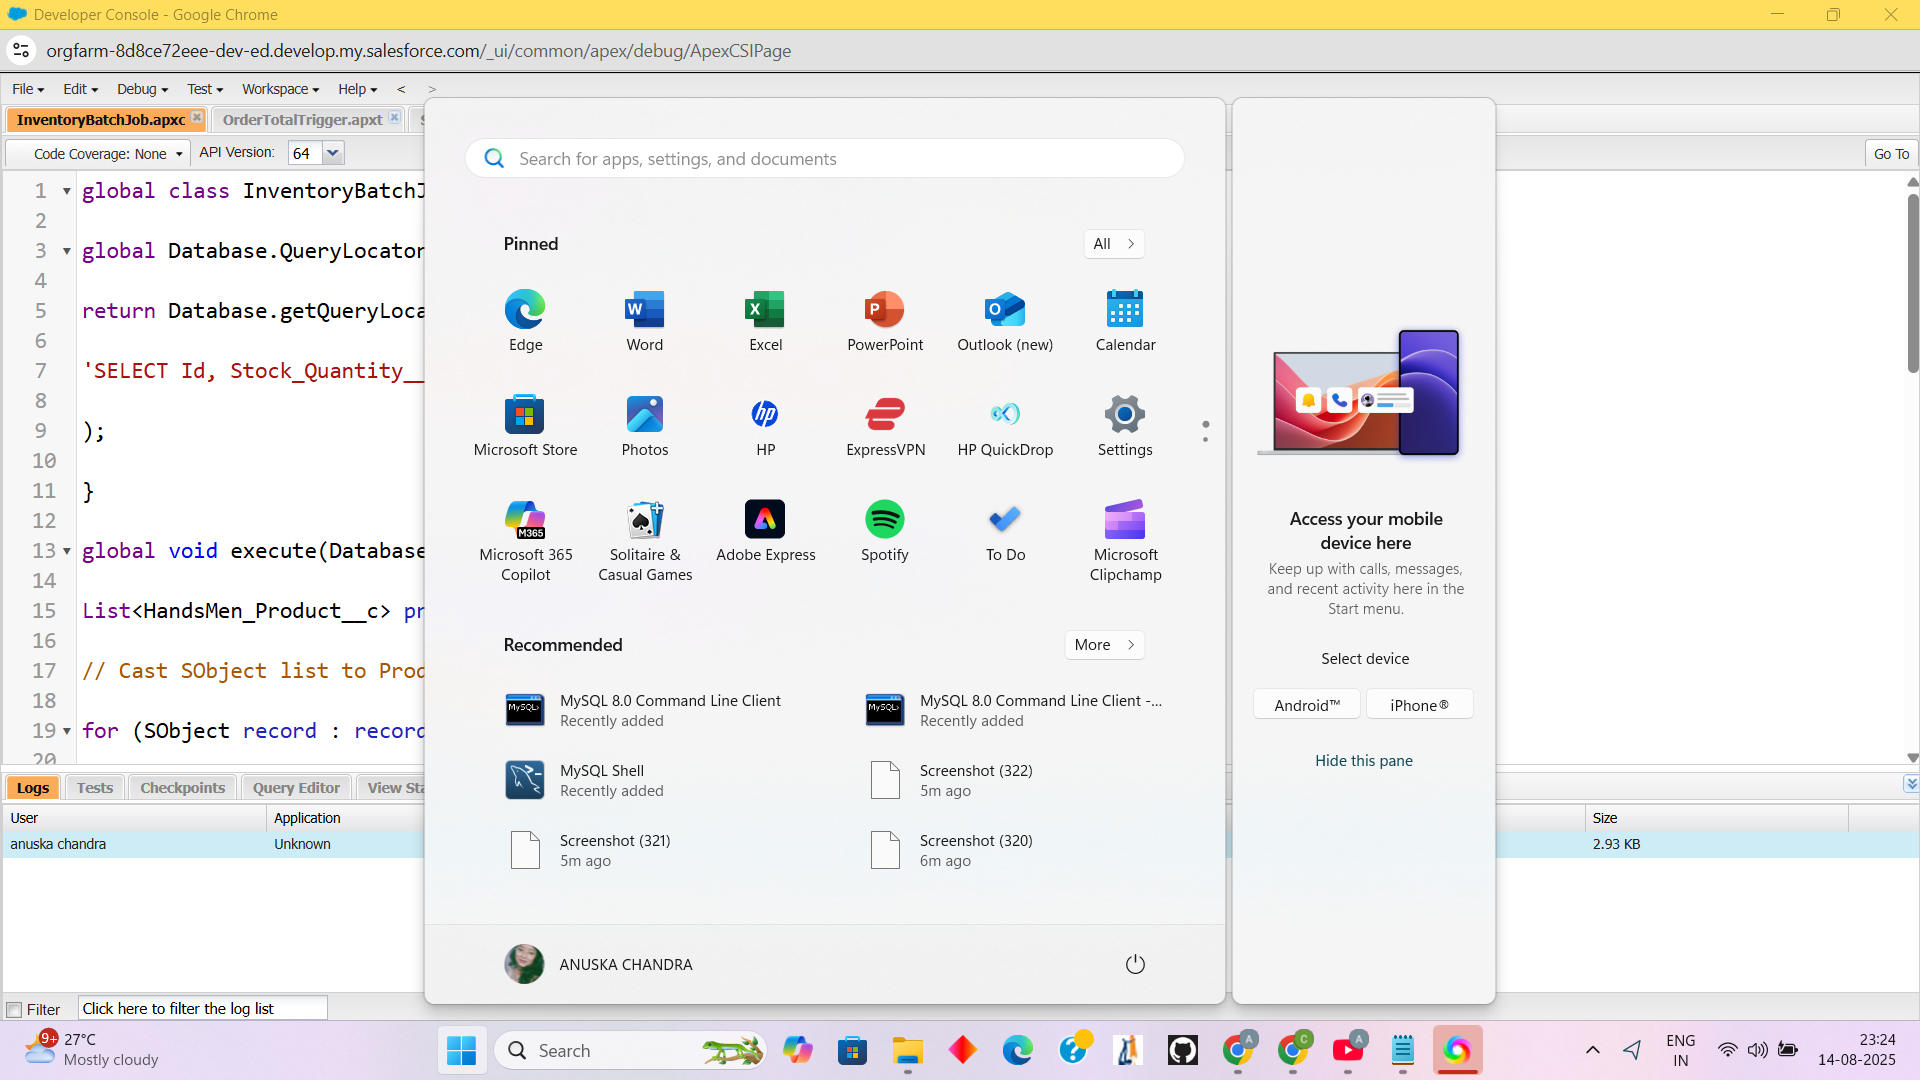 Developer Console - Google Chrome
orgfarm-8d8ce72eee-dev-ed.develop.my.salesforce.com/_ui/common/apex/debug/ApexCSIPage
File Edit Debug Test Workspace Help < >
InventoryBatchJob.apxc OrderTotalTrigger.apxt
Code Coverage: None API Version: 64 Go To
1 global class InventoryBatchJ
2
3 global Database.QueryLocator
4
5 return Database.getQueryLoca
6
7 'SELECT Id, Stock_Quantity__
8
9 );
10
11 }
12
13 global void execute(Database
14
15 List<HandsMen_Product__c> pr
16
17 // Cast SObject list to Prod
18
19 for (SObject record : record
20
Logs Tests Checkpoints Query Editor View Sta
User Application Size
anuska chandra Unknown 2.93 KB
Filter Click here to filter the log list
Search for apps, settings, and documents
Pinned All
Edge Word Excel PowerPoint Outlook (new) Calendar
Microsoft Store Photos HP ExpressVPN HP QuickDrop Settings
Microsoft 365 Copilot Solitaire & Casual Games Adobe Express Spotify To Do Microsoft Clipchamp
Recommended More
MySQL 8.0 Command Line Client
Recently added
MySQL 8.0 Command Line Client -...
Recently added
MySQL Shell
Recently added
Screenshot (322)
5m ago
Screenshot (321)
5m ago
Screenshot (320)
6m ago
ANUSKA CHANDRA
Access your mobile
device here
Keep up with calls, messages,
and recent activity here in the
Start menu.
Select device
Android™ iPhone®
Hide this pane
9+ 27°C
Mostly cloudy
Search
ENG
IN
23:24
14-08-2025